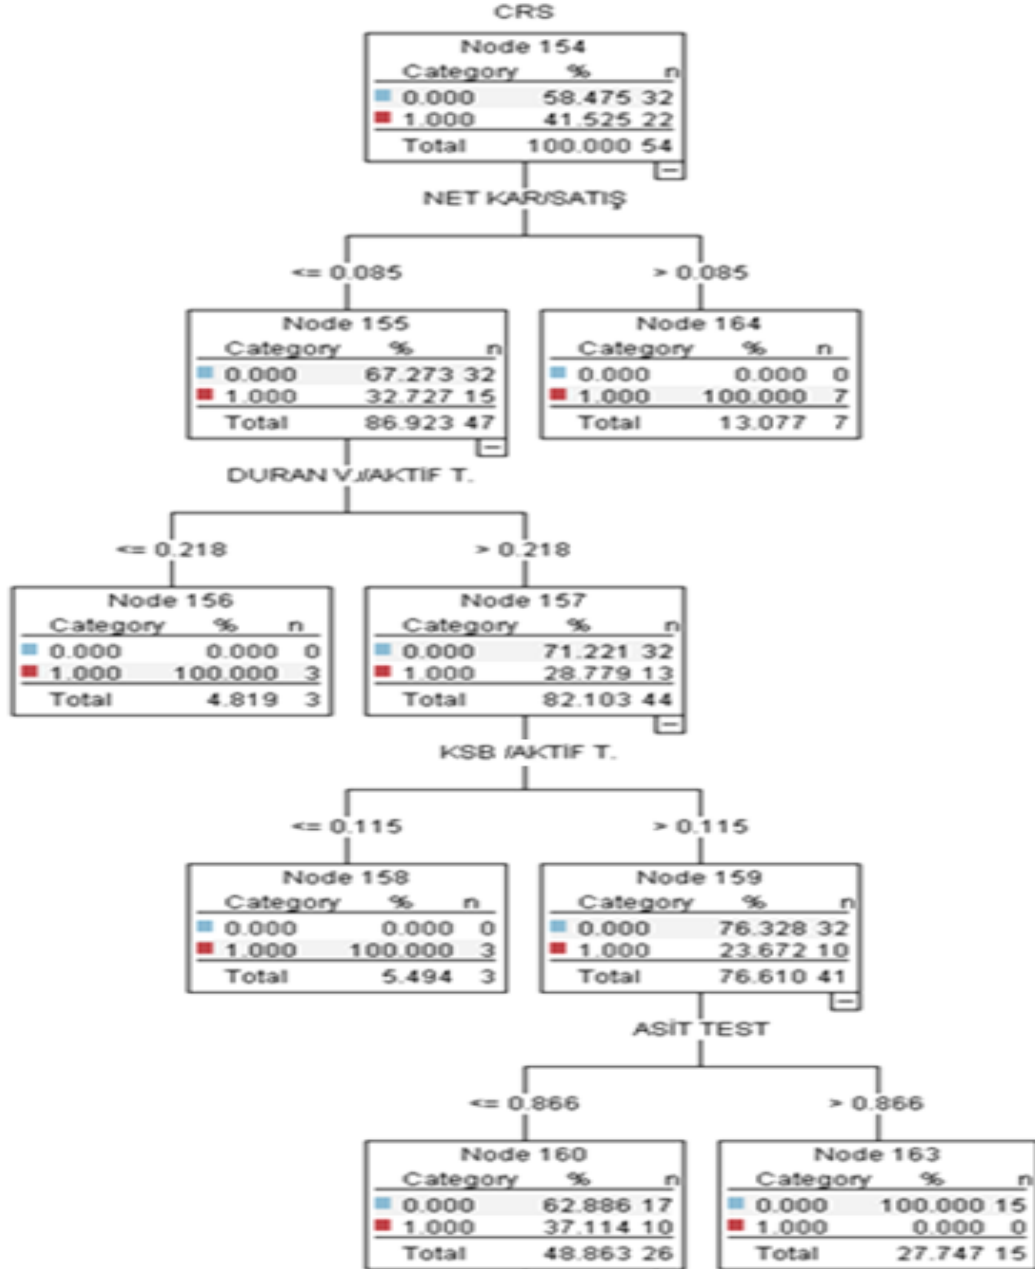 CRS
Node 154
Category % n
0.000 58.475 32
1.000 41.525 22
Total 100.000 54
NET KAR/SATIŞ
<= 0.085
> 0.085
Node 155
Category % n
0.000 67.273 32
1.000 32.727 15
Total 86.923 47
Node 164
Category % n
0.000 0.000 0
1.000 100.000 7
Total 13.077 7
DURAN V./AKTİF T.
<= 0.218
> 0.218
Node 156
Category % n
0.000 0.000 0
1.000 100.000 3
Total 4.819 3
Node 157
Category % n
0.000 71.221 32
1.000 28.779 13
Total 82.103 44
KSB /AKTİF T.
<= 0.115
> 0.115
Node 158
Category % n
0.000 0.000 0
1.000 100.000 3
Total 5.494 3
Node 159
Category % n
0.000 76.328 32
1.000 23.672 10
Total 76.610 41
ASİT TEST
<= 0.866
> 0.866
Node 160
Category % n
0.000 62.886 17
1.000 37.114 10
Total 48.863 26
Node 163
Category % n
0.000 100.000 15
1.000 0.000 0
Total 27.747 15